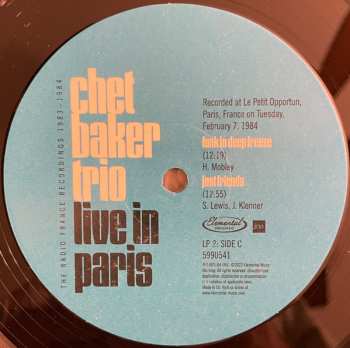 THE RADIO FRANCE RECORDINGS 1983-1984
chet
baker
trio
live in
paris
Recorded at Le Petit Opportun,
Paris, France on Tuesday,
February 7, 1984
funk in deep freeze
(12:19)
H. Mobley
just friends
(12:55)
S. Lewis, J. Klenner
Elemental
ina
LP 2: SIDE C
5990541